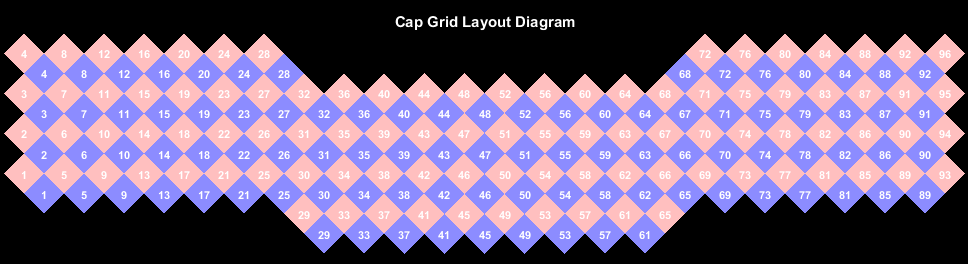 Cap Grid Layout Diagram
4 8 12 16 20 24 28 72 76 80 84 88 92 96
4 8 12 16 20 24 28 68 72 76 80 84 88 92
3 7 11 15 19 23 27 32 36 40 44 48 52 56 60 64 68 71 75 79 83 87 91 95
3 7 11 15 19 23 27 32 36 40 44 48 52 56 60 64 67 71 75 79 83 87 91
2 6 10 14 18 22 26 31 35 39 43 47 51 55 59 63 67 70 74 78 82 86 90 94
2 6 10 14 18 22 26 31 35 39 43 47 51 55 59 63 66 70 74 78 82 86 90
1 5 9 13 17 21 25 30 34 38 42 46 50 54 58 62 66 69 73 77 81 85 89 93
1 5 9 13 17 21 25 30 34 38 42 46 50 54 58 62 65 69 73 77 81 85 89
29 33 37 41 45 49 53 57 61 65
29 33 37 41 45 49 53 57 61